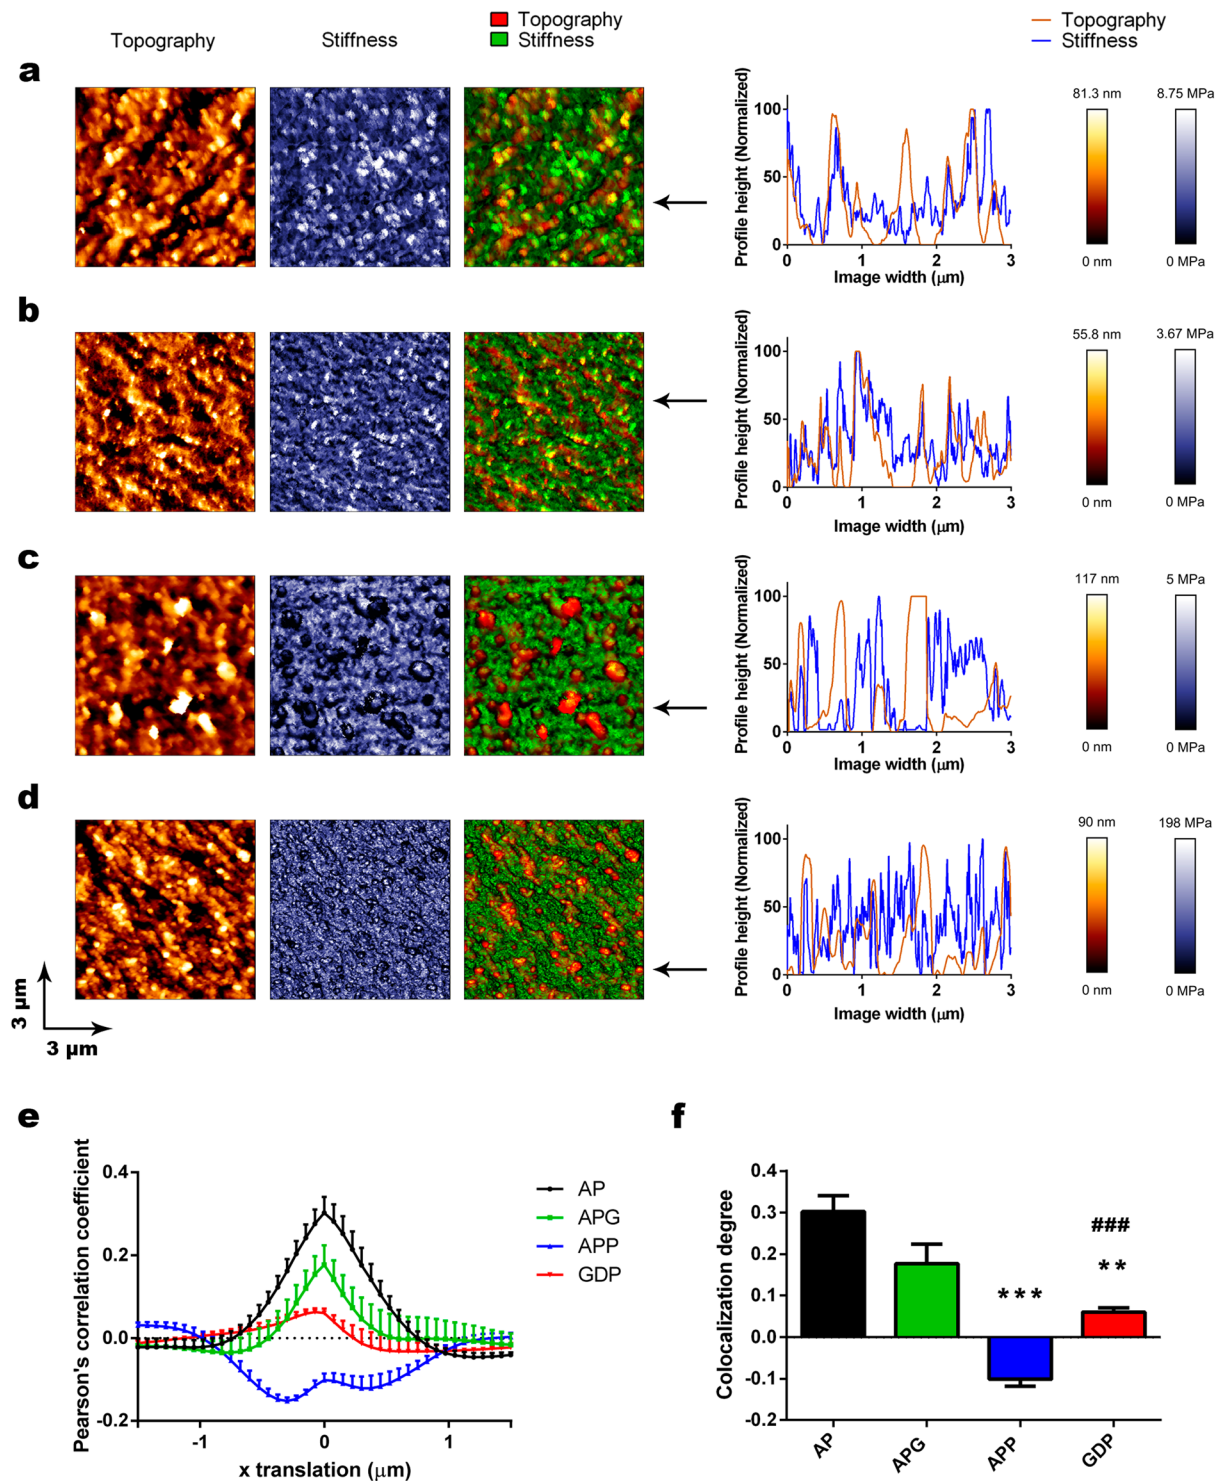 Topography
Stiffness
Topography
Stiffness
Topography
Stiffness
a
Profile height (Normalized)
100
50
0
0 1 2 3
Image width (μm)
81.3 nm
0 nm
8.75 MPa
0 MPa
b
Profile height (Normalized)
100
50
0
0 1 2 3
Image width (μm)
55.8 nm
0 nm
3.67 MPa
0 MPa
c
Profile height (Normalized)
100
50
0
0 1 2 3
Image width (μm)
117 nm
0 nm
5 MPa
0 MPa
d
3 μm
3 μm
Profile height (Normalized)
100
50
0
0 1 2 3
Image width (μm)
90 nm
0 nm
198 MPa
0 MPa
e
Pearson's correlation coefficient
0.4
0.2
0.0
-0.2
-1 0 1
x translation (μm)
AP
APG
APP
GDP
f
Colocalization degree
0.4
0.3
0.2
0.1
0.0
-0.1
-0.2
***
###
**
AP
APG
APP
GDP